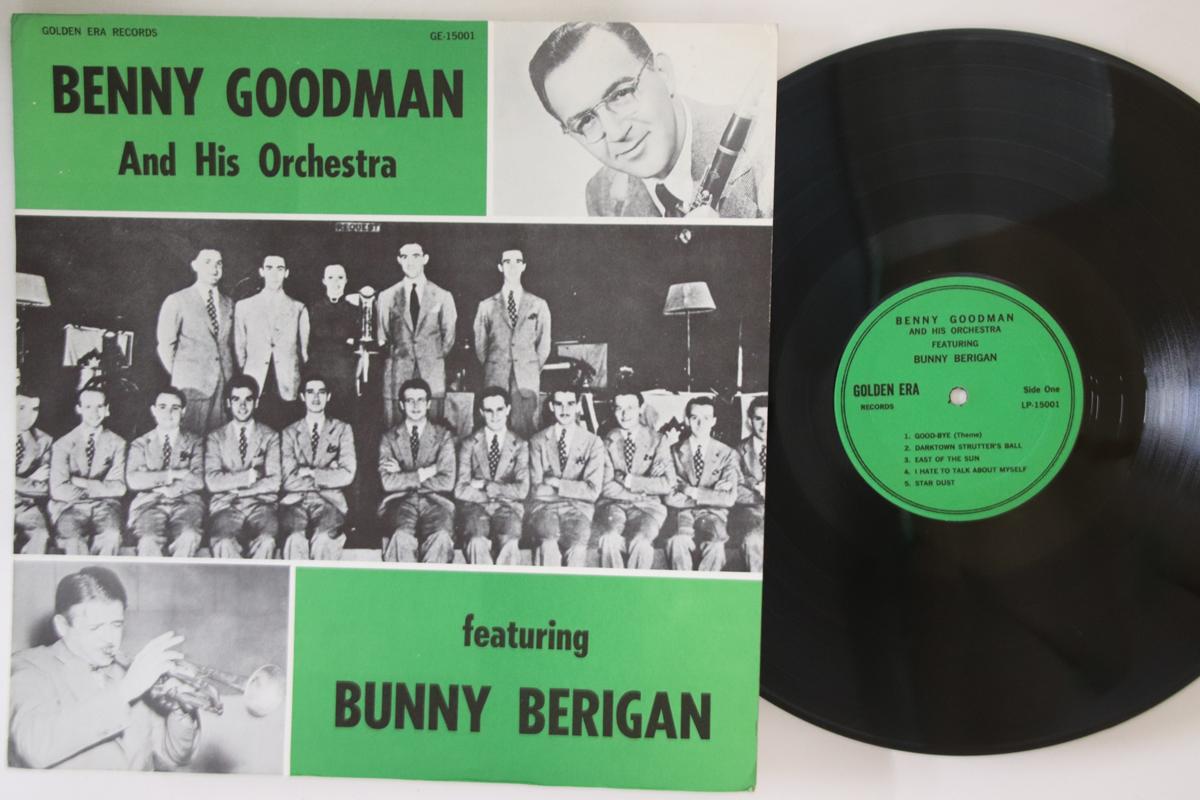 GOLDEN ERA RECORDS
GE-15001
BENNY GOODMAN
And His Orchestra
REQUEST
featuring
BUNNY BERIGAN
BENNY GOODMAN
AND HIS ORCHESTRA
FEATURING
BUNNY BERIGAN
GOLDEN ERA
RECORDS
Side One
LP-15001
1. GOOD-BYE (Theme)
2. DARKTOWN STRUTTER'S BALL
3. EAST OF THE SUN
4. I HATE TO TALK ABOUT MYSELF
5. STAR DUST